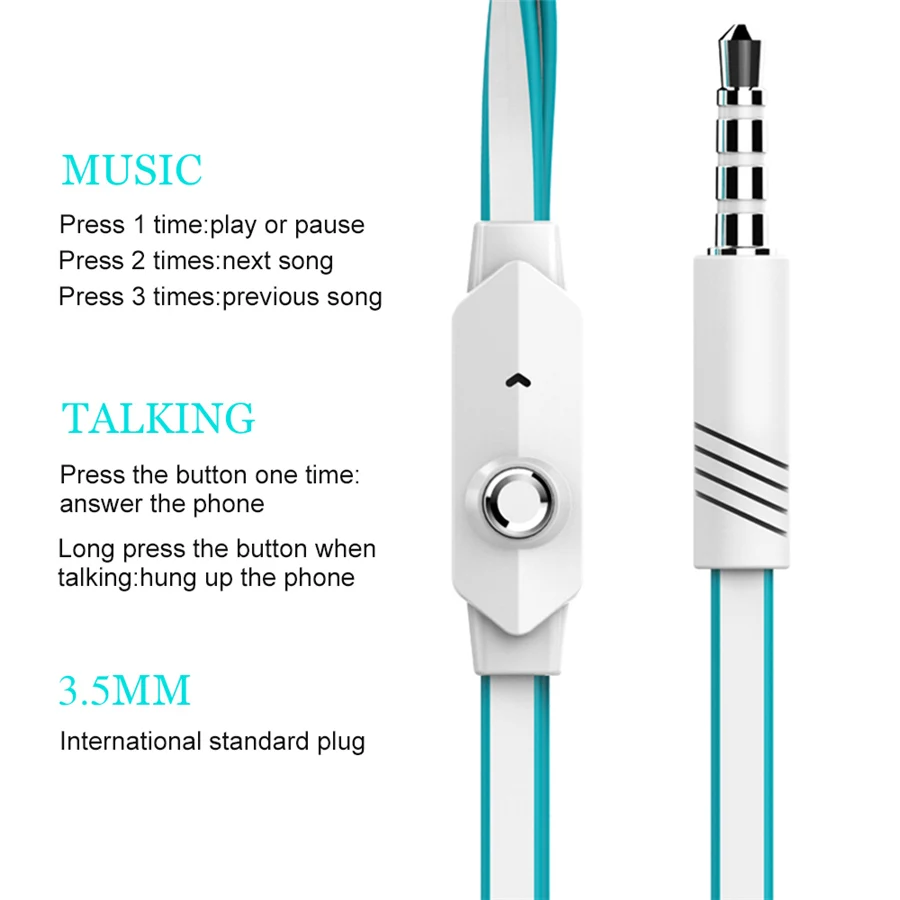 MUSIC
Press 1 time:play or pause
Press 2 times:next song
Press 3 times:previous song
TALKING
Press the button one time:
answer the phone
Long press the button when
talking:hung up the phone
3.5MM
International standard plug